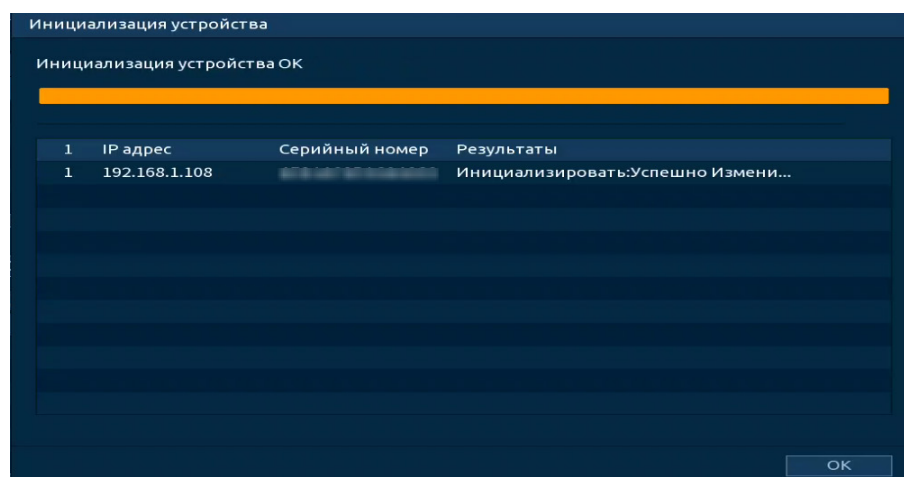 Инициализация устройства
Инициализация устройства OK
1 IP адрес Серийный номер Результаты
1 192.168.1.108 Инициализировать:Успешно Измени...
OK